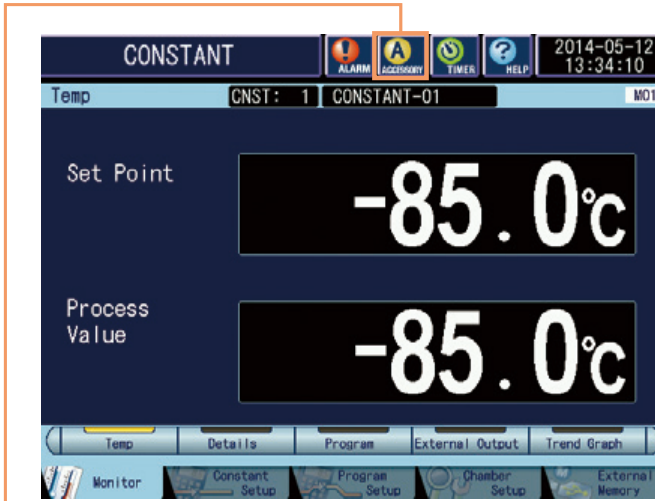 CONSTANT
ALARM
A
ACCESSORY
TIMER
?
HELP
2014-05-12
13:34:10
Temp
CNST: 1
CONSTANT-01
MO1
Set Point
-85.0℃
Process
Value
-85.0℃
Temp
Details
Program
External Output
Trend Graph
Monitor
Constant
Setup
Program
Setup
Chamber
Setup
External
Memory